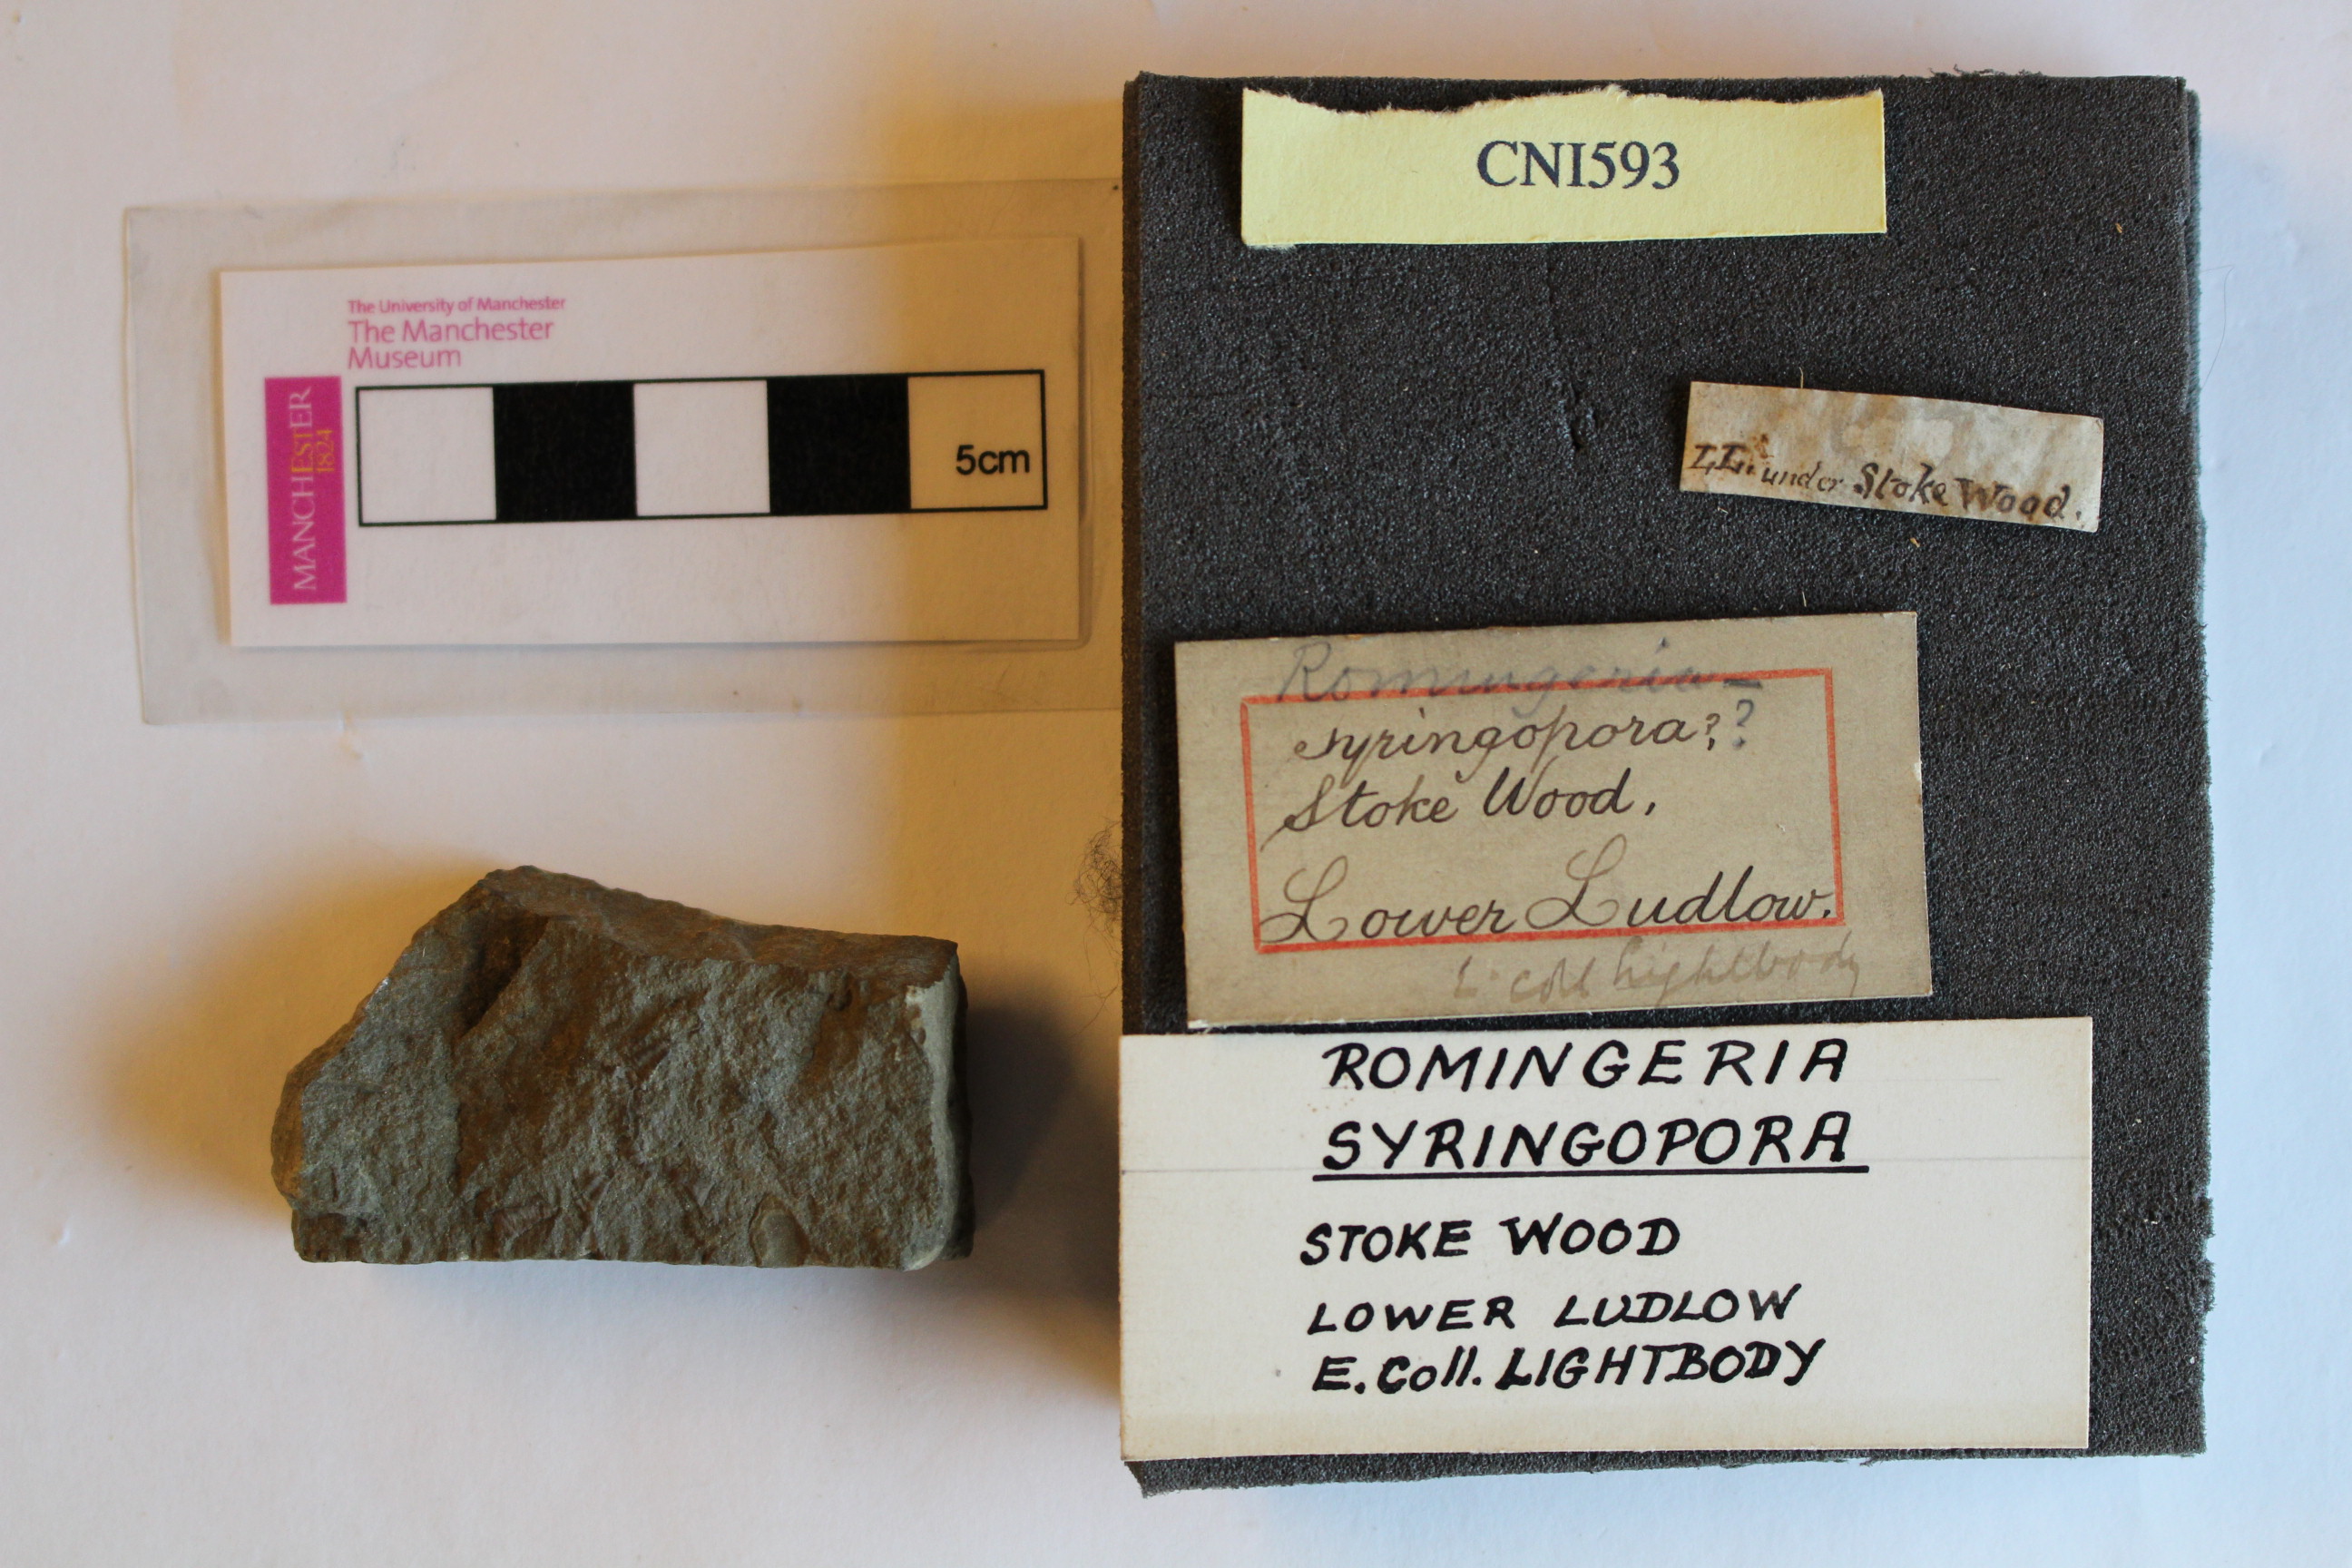 CNI593
The University of Manchester
The Manchester
Museum
MANCHESTER
1824
5cm
LL. under Stoke Wood.
Romingeria
Syringopora??
Stoke Wood,
Lower Ludlow.
coll Lightbody
ROMINGERIA
SYRINGOPORA
STOKE WOOD
LOWER LUDLOW
E. Coll. LIGHTBODY